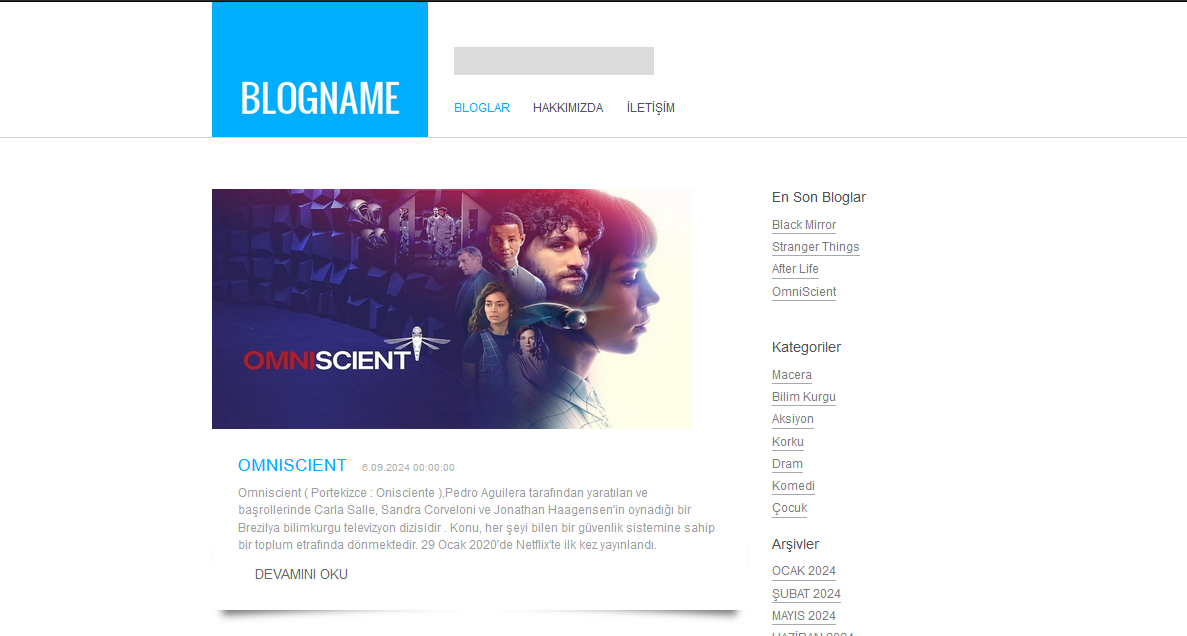 BLOGNAME
BLOGLAR HAKKIMIZDA İLETİŞİM
OMNISCIENT
OMNISCIENT 6.09.2024 00:00:00
Omniscient ( Portekizce : Onisciente ),Pedro Aguilera tarafından yaratılan ve
başrollerinde Carla Salle, Sandra Corveloni ve Jonathan Haagensen'in oynadığı bir
Brezilya bilimkurgu televizyon dizisidir . Konu, her şeyi bilen bir güvenlik sistemine sahip
bir toplum etrafında dönmektedir. 29 Ocak 2020'de Netflix'te ilk kez yayınlandı.
DEVAMINI OKU
En Son Bloglar
Black Mirror
Stranger Things
After Life
OmniScient
Kategoriler
Macera
Bilim Kurgu
Aksiyon
Korku
Dram
Komedi
Çocuk
Arşivler
OCAK 2024
ŞUBAT 2024
MAYIS 2024
HAZİRAN 2024